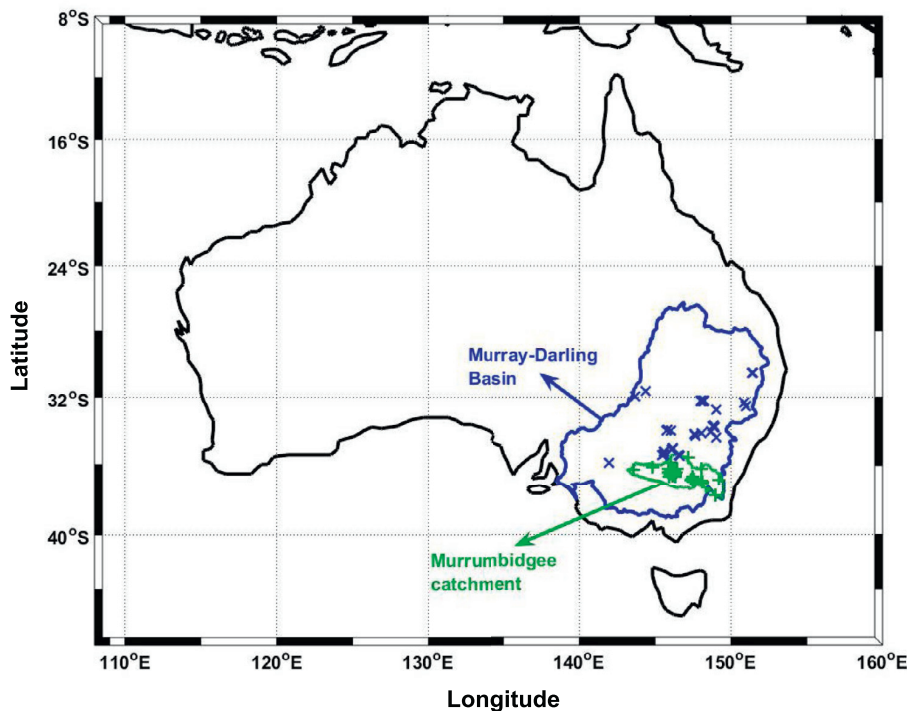 8°S
16°S
24°S
32°S
40°S
Latitude
Murray-Darling
Basin
Murrumbidgee
catchment
110°E
120°E
130°E
140°E
150°E
160°E
Longitude